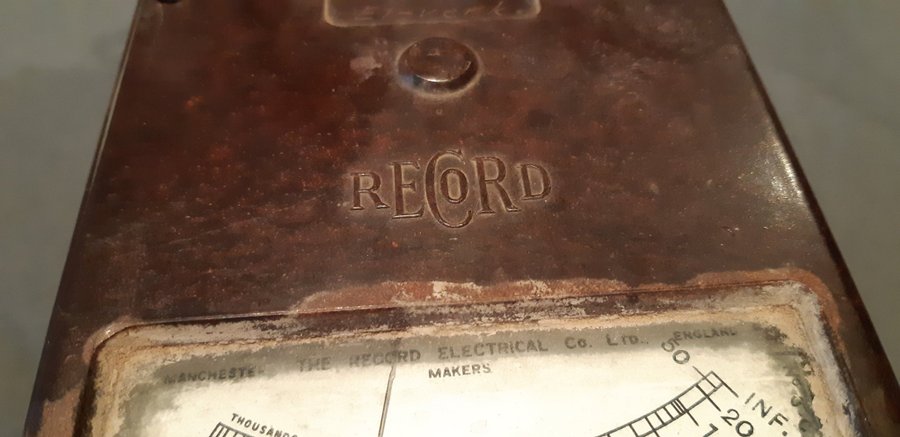 RECORD
MANCHESTER THE RECORD ELECTRICAL Co. LTD., ENGLAND
MAKERS
THOUSANDS
50
20
INF.